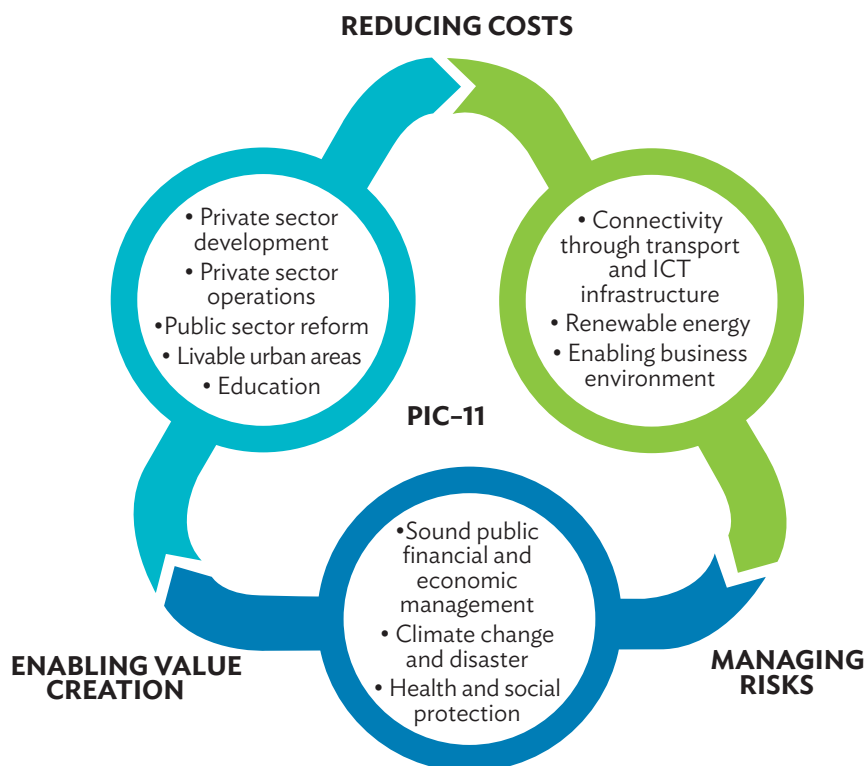 REDUCING COSTS
• Private sector
development
• Private sector
operations
•Public sector reform
• Livable urban areas
• Education
• Connectivity
through transport
and ICT
infrastructure
• Renewable energy
• Enabling business
environment
PIC–11
•Sound public
financial and
economic
management
• Climate change
and disaster
• Health and social
protection
ENABLING VALUE
CREATION
MANAGING
RISKS